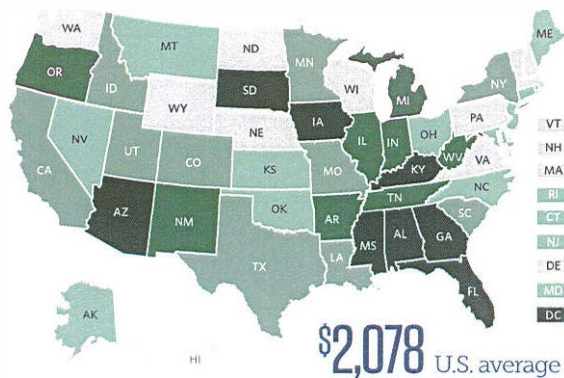 WA
MT
ND
MN
ME
OR
ID
SD
WI
NY
WY
MI
IA
PA
NE
NV
UT
CO
IL
IN
OH
WV
VA
CA
KS
MO
KY
NC
TN
AZ
NM
OK
AR
SC
MS
AL
GA
TX
LA
FL
AK
HI
VT
NH
MA
RI
CT
NJ
DE
MD
DC
$2,078 U.S. average